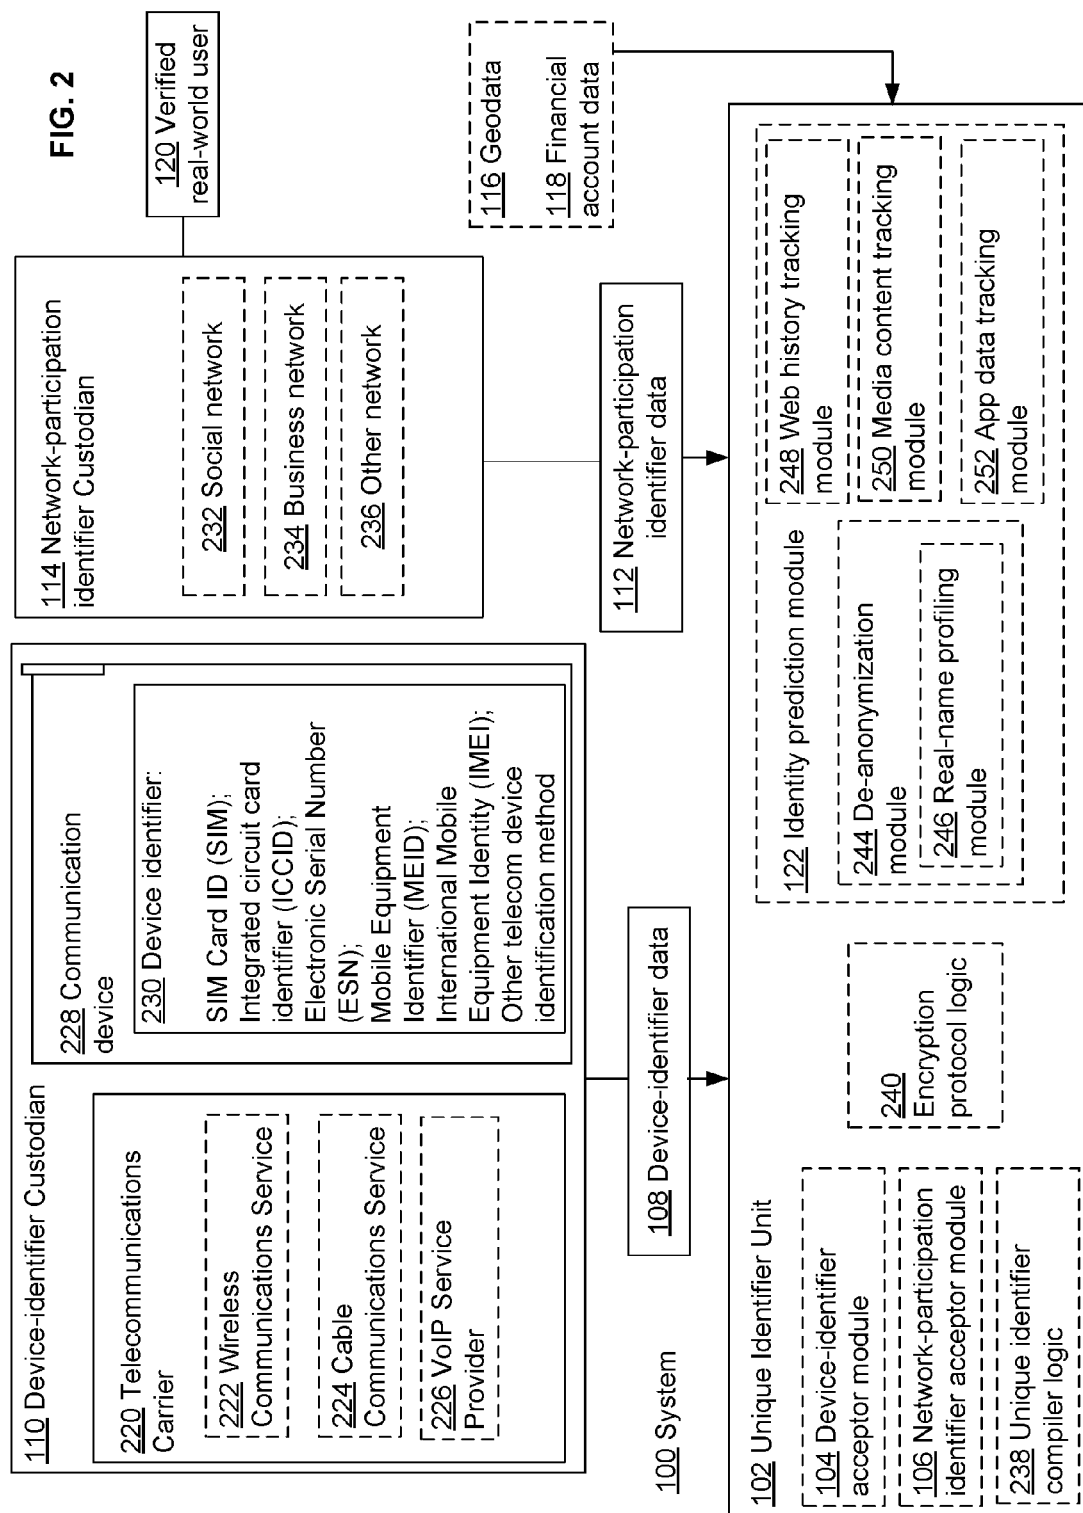 FIG. 2
110 Device-identifier Custodian
220 Telecommunications
Carrier
222 Wireless
Communications Service
224 Cable
Communications Service
226 VoIP Service
Provider
228 Communication
device
230 Device identifier:
SIM Card ID (SIM);
Integrated circuit card
identifier (ICCID);
Electronic Serial Number
(ESN);
Mobile Equipment
Identifier (MEID);
International Mobile
Equipment Identity (IMEI);
Other telecom device
identification method
114 Network-participation
identifier Custodian
232 Social network
234 Business network
236 Other network
120 Verified
real-world user
100 System
108 Device-identifier data
112 Network-participation
identifier data
116 Geodata
118 Financial
account data
102 Unique Identifier Unit
104 Device-identifier
acceptor module
106 Network-participation
identifier acceptor module
238 Unique identifier
compiler logic
240
Encryption
protocol logic
122 Identity prediction module
244 De-anonymization
module
246 Real-name profiling
module
248 Web history tracking
module
250 Media content tracking
module
252 App data tracking
module